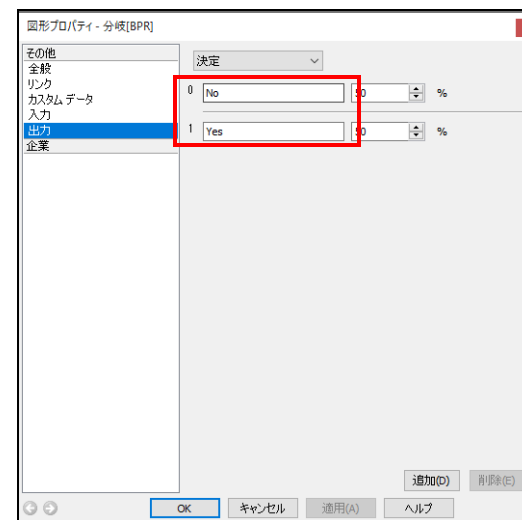 図形プロパティ - 分岐[BPR]
その他
全般
リンク
カスタム データ
入力
出力
企業
決定
0 No 50 %
1 Yes 50 %
追加(D) 削除(E)
OK キャンセル 適用(A) ヘルプ